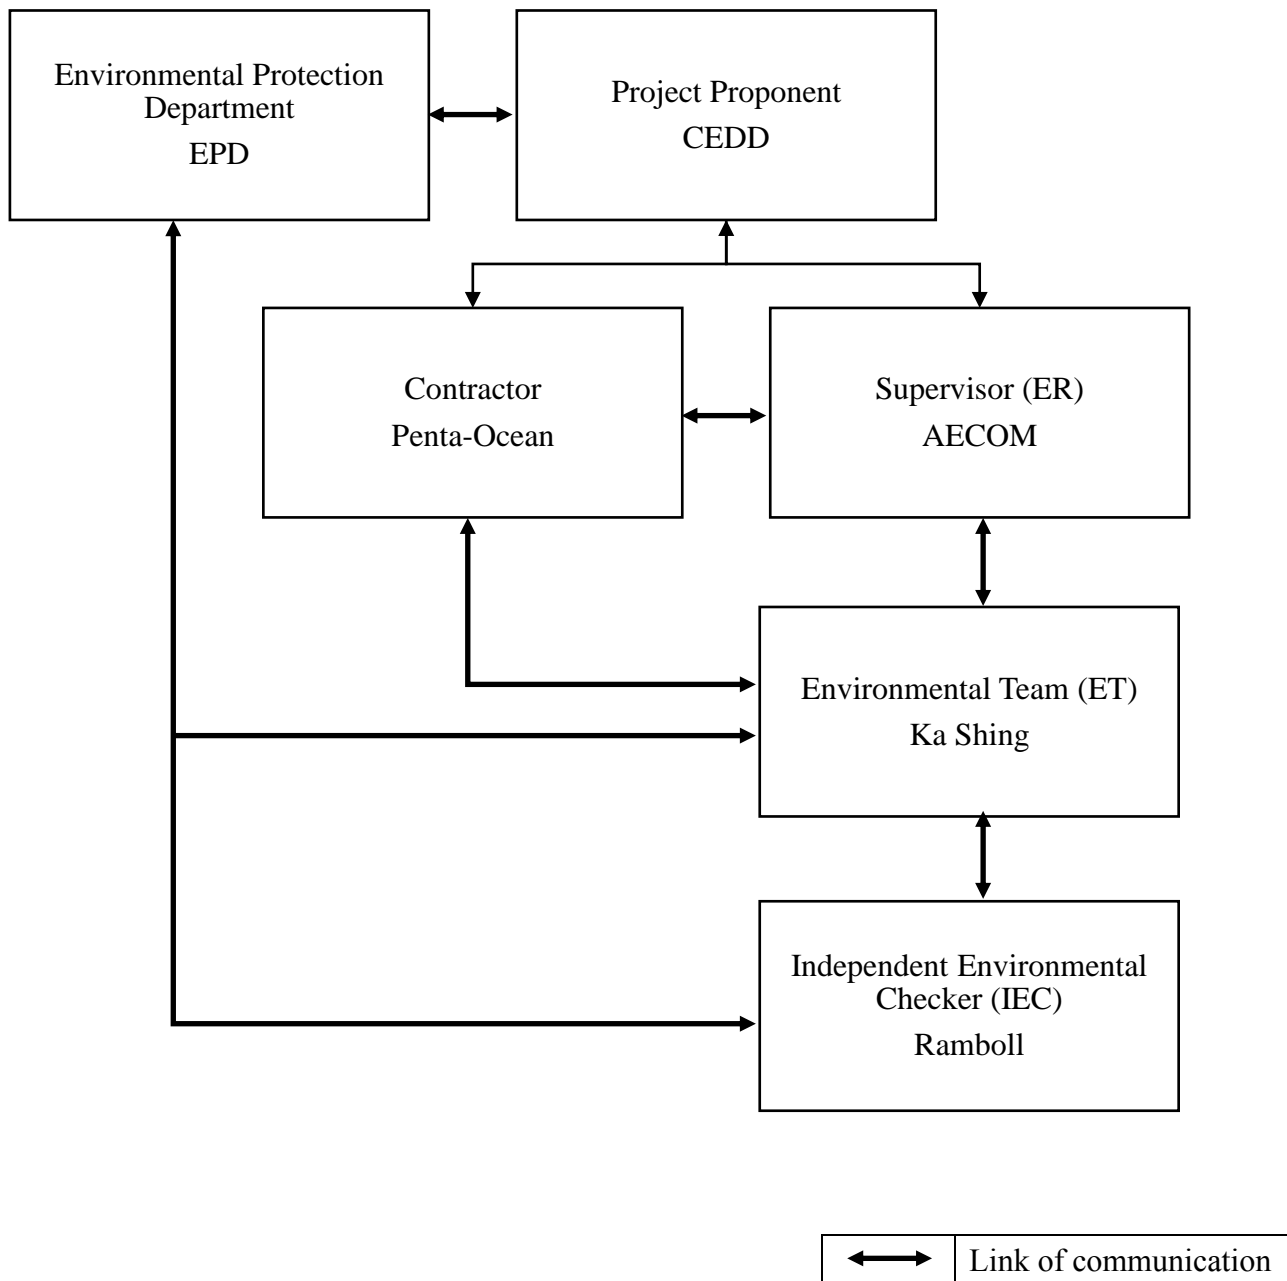 Environmental Protection
Department
EPD
Project Proponent
CEDD
Contractor
Penta-Ocean
Supervisor (ER)
AECOM
Environmental Team (ET)
Ka Shing
Independent Environmental
Checker (IEC)
Ramboll
Link of communication